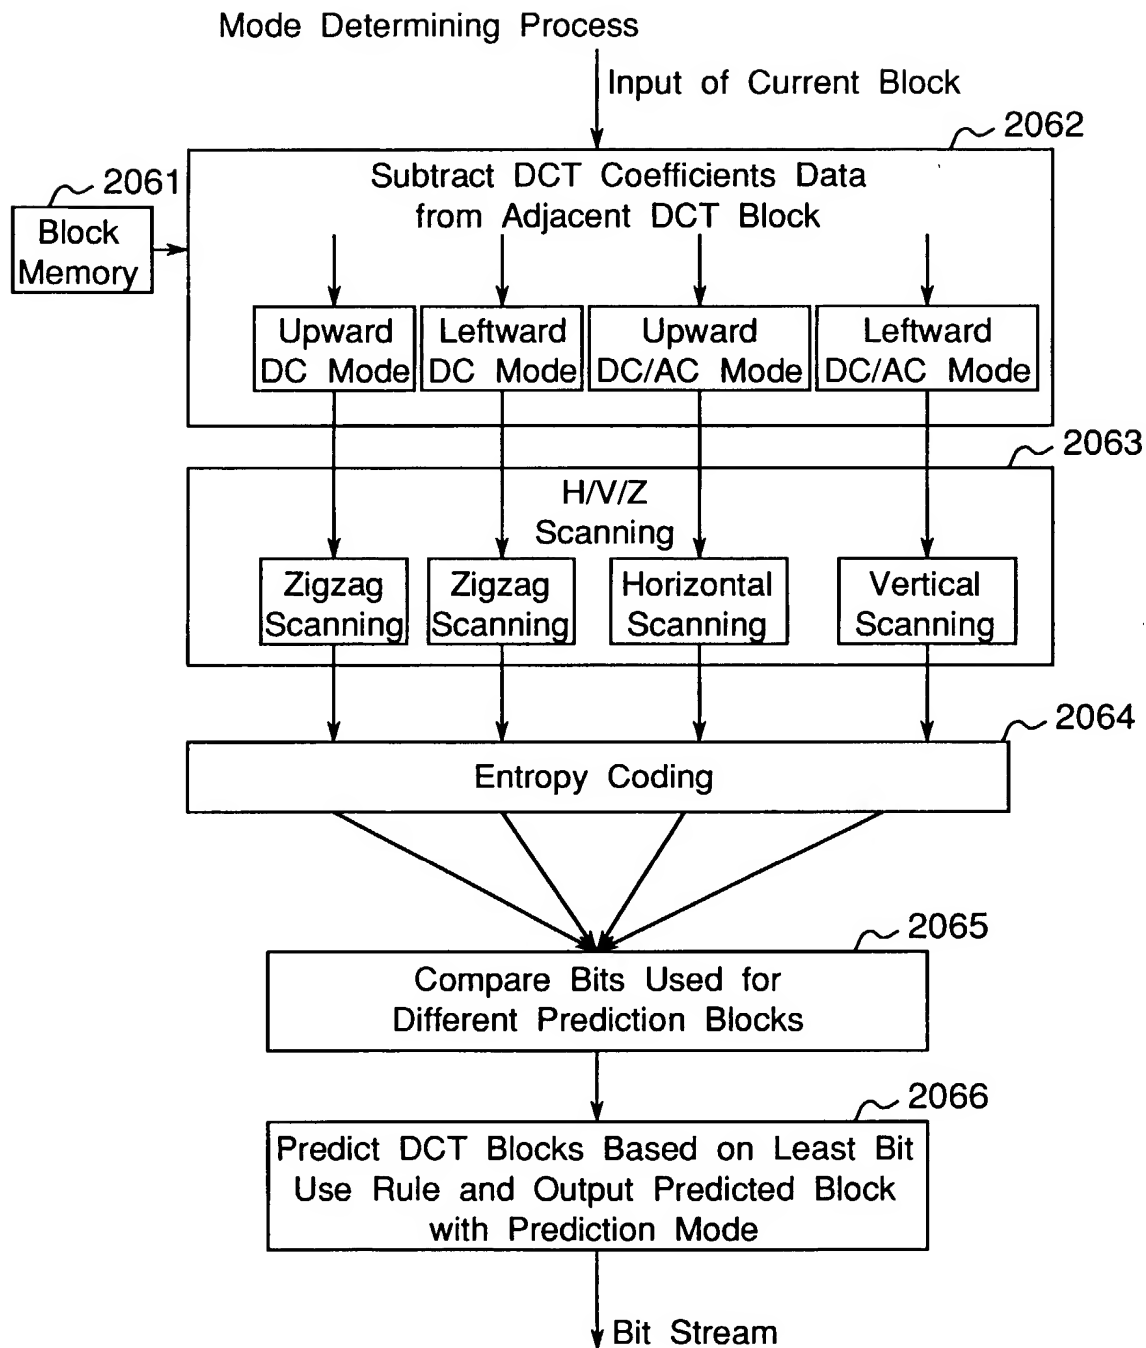 Mode Determining Process
Input of Current Block
2062
2061
Subtract DCT Coefficients Data
from Adjacent DCT Block
Block
Memory
Upward
DC Mode
Leftward
DC Mode
Upward
DC/AC Mode
Leftward
DC/AC Mode
2063
H/V/Z
Scanning
Zigzag
Scanning
Zigzag
Scanning
Horizontal
Scanning
Vertical
Scanning
2064
Entropy Coding
2065
Compare Bits Used for
Different Prediction Blocks
2066
Predict DCT Blocks Based on Least Bit
Use Rule and Output Predicted Block
with Prediction Mode
Bit Stream